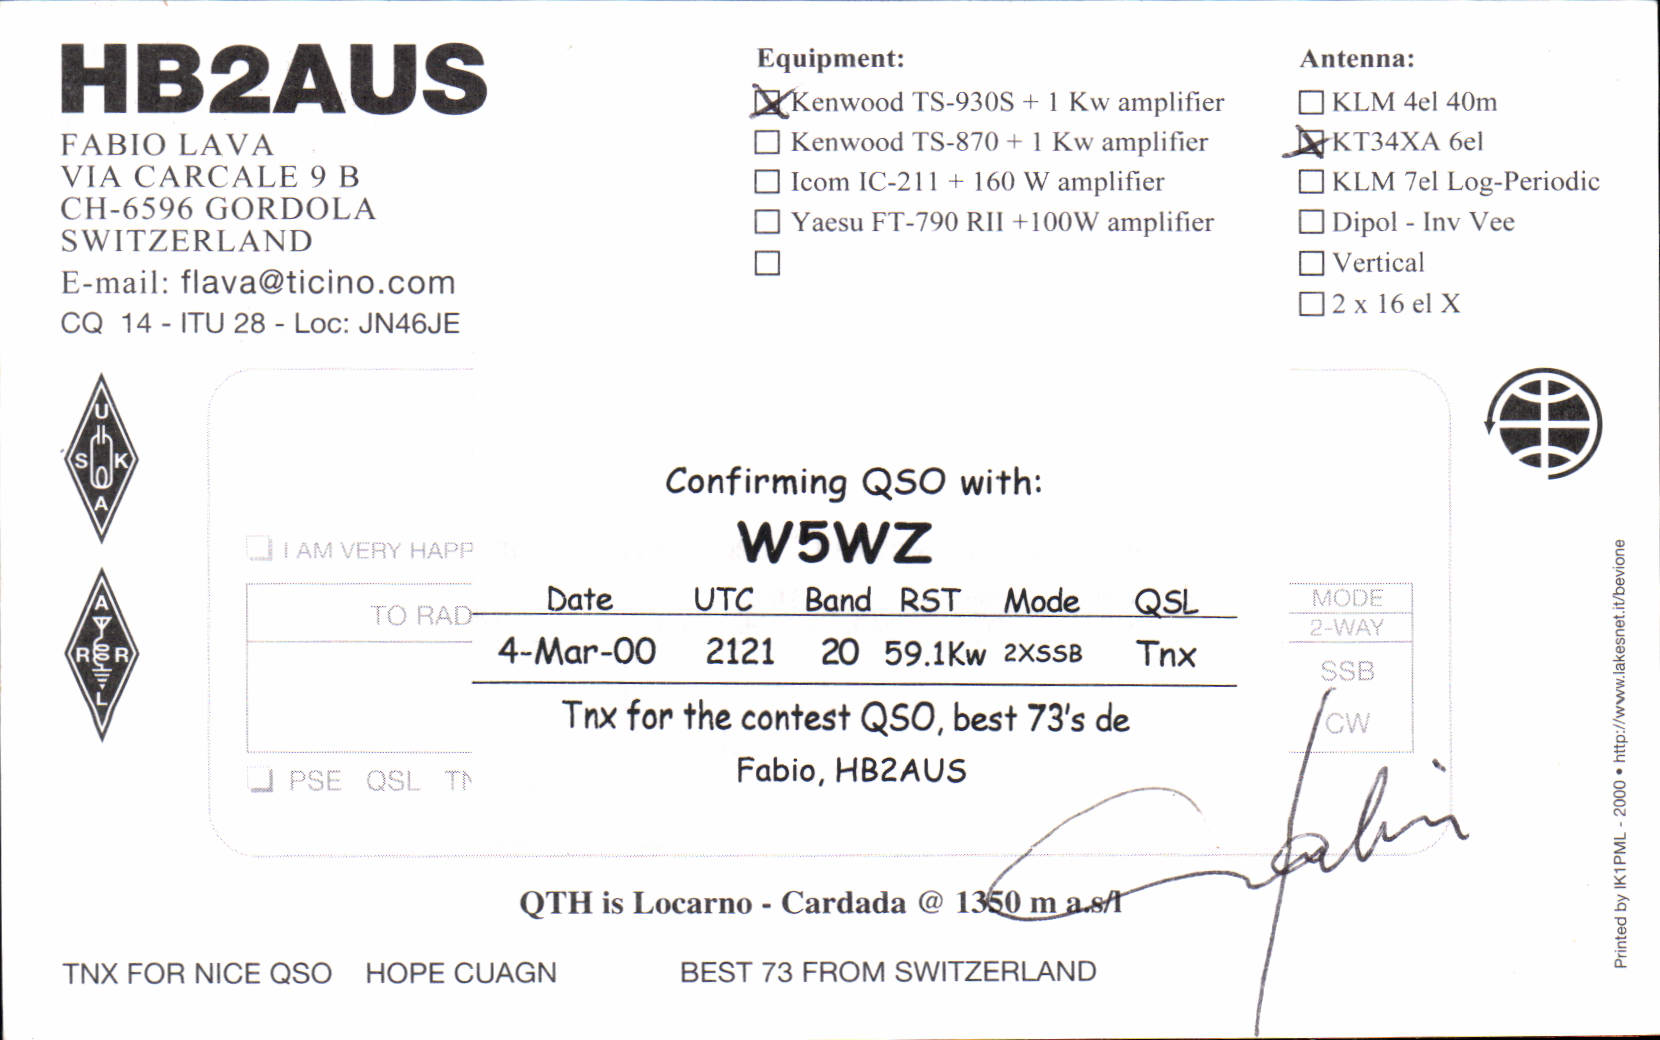 HB2AUS
FABIO LAVA
VIA CARCALE 9 B
CH-6596 GORDOLA
SWITZERLAND
E-mail: flava@ticino.com
CQ 14 - ITU 28 - Loc: JN46JE
Equipment:
Kenwood TS-930S + 1 Kw amplifier
Kenwood TS-870 + 1 Kw amplifier
Icom IC-211 + 160 W amplifier
Yaesu FT-790 RII +100W amplifier
Antenna:
KLM 4el 40m
KT34XA 6el
KLM 7el Log-Periodic
Dipol - Inv Vee
Vertical
2 x 16 el X
U
S K
A
A
R R
L
I AM VERY HAPP
TO RAD
PSE QSL TN
Confirming QSO with:
W5WZ
Date UTC Band RST Mode QSL
4-Mar-00 2121 20 59.1Kw 2XSSB Tnx
Tnx for the contest QSO, best 73's de
Fabio, HB2AUS
MODE
2-WAY
SSB
CW
Fabio
QTH is Locarno - Cardada @ 1350 m a.s/l
TNX FOR NICE QSO HOPE CUAGN BEST 73 FROM SWITZERLAND
Printed by IK1PML - 2000 • http://www.lakesnet.it/bevione